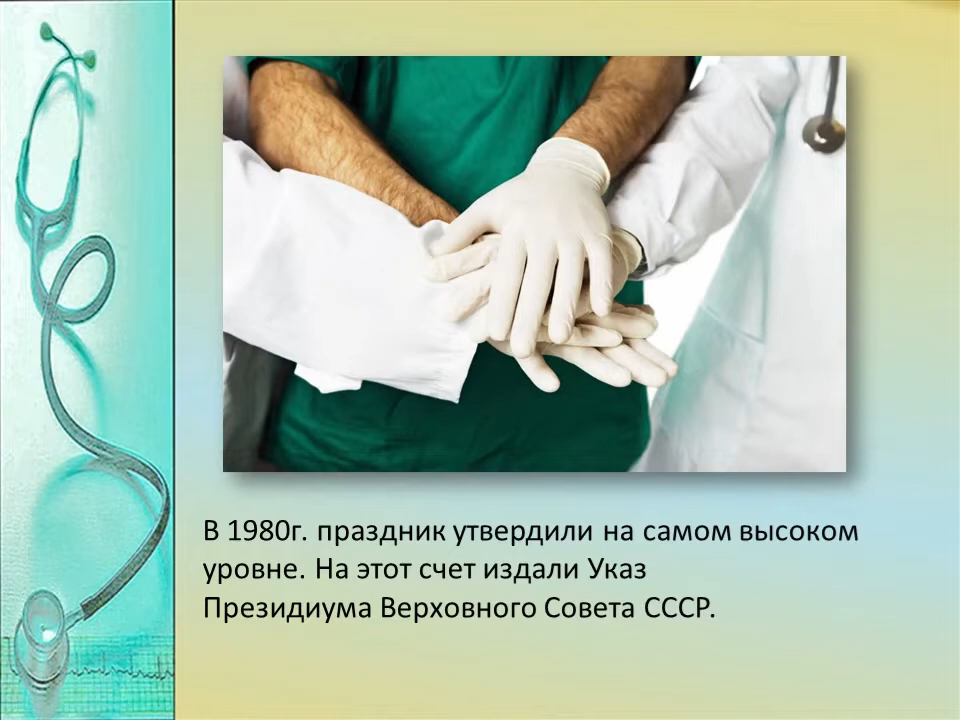 В 1980г. праздник утвердили на самом высоком
уровне. На этот счет издали Указ
Президиума Верховного Совета СССР.